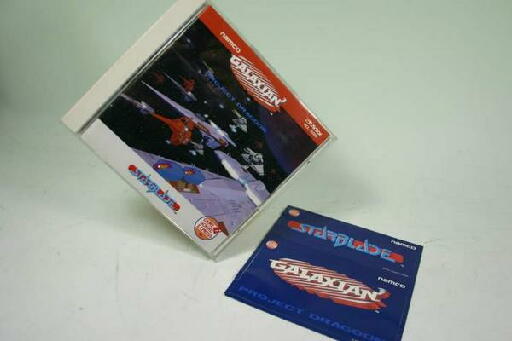 namco
GALAXIAN³
PROJECT DRAGOON
STARBLADE
namco
STARBLADE
namco
GALAXIAN³
PROJECT DRAGOON